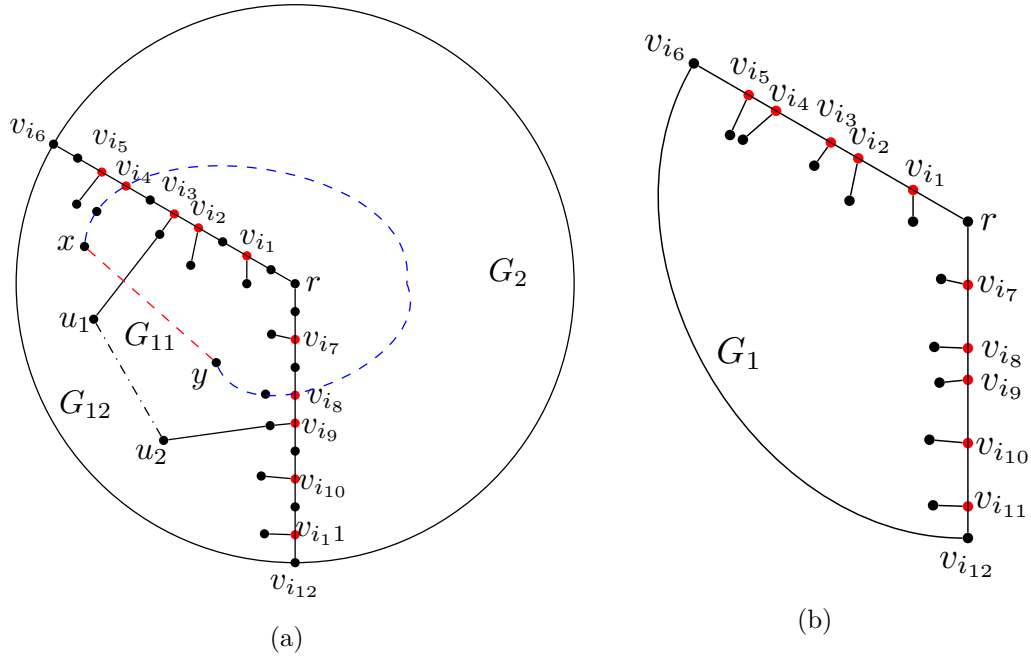 v_{i_6}
v_{i_5}
v_{i_4}
v_{i_3}
v_{i_2}
v_{i_1}
x
r
G_2
u_1
G_{11}
v_{i_7}
y
G_{12}
v_{i_8}
v_{i_9}
u_2
v_{i_{10}}
v_{i_1 1}
v_{i_{12}}
(a)
v_{i_6}
v_{i_5}
v_{i_4}
v_{i_3}
v_{i_2}
v_{i_1}
r
v_{i_7}
G_1
v_{i_8}
v_{i_9}
v_{i_{10}}
v_{i_{11}}
v_{i_{12}}
(b)